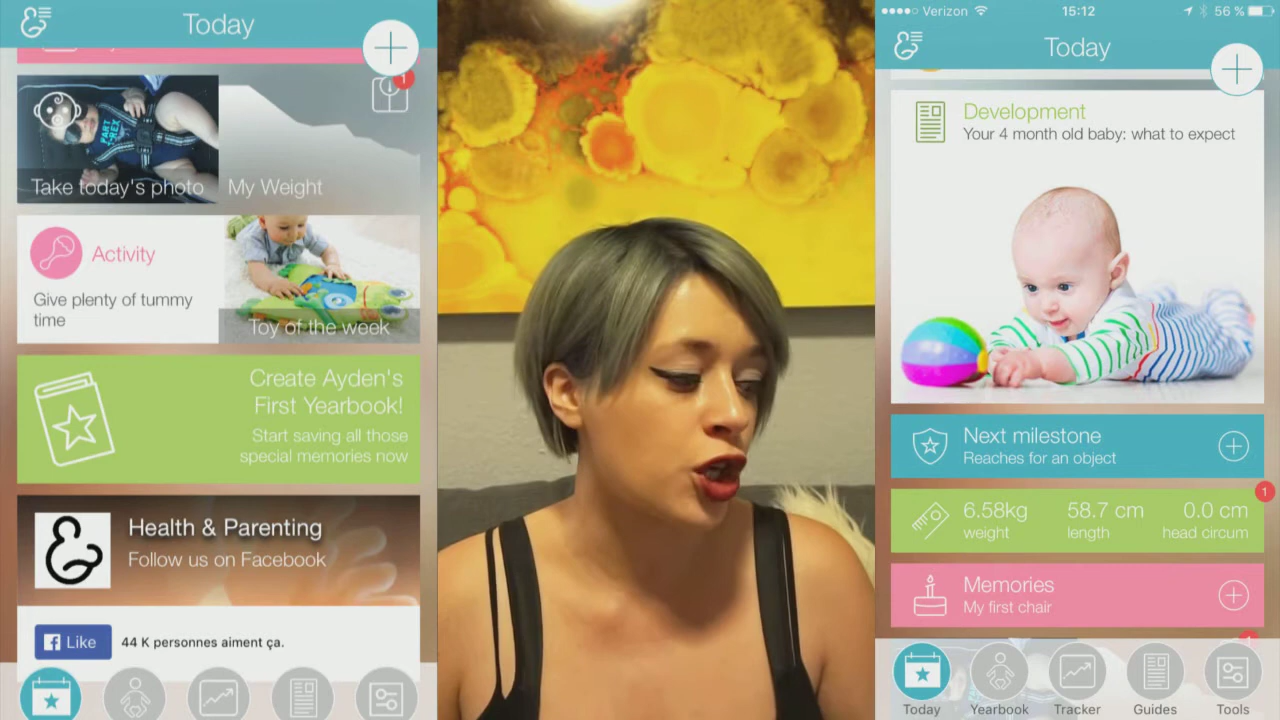 Today
1
Take today's photo
My Weight
Activity
Give plenty of tummy
time
Toy of the week
Create Ayden's
First Yearbook!
Start saving all those
special memories now
Health & Parenting
Follow us on Facebook
Like
44 K personnes aiment ça.
Verizon
15:12
56 %
Today
Development
Your 4 month old baby: what to expect
Next milestone
Reaches for an object
1
6.58kg
58.7 cm
0.0 cm
weight
length
head circum
Memories
My first chair
Today
Yearbook
Tracker
Guides
Tools